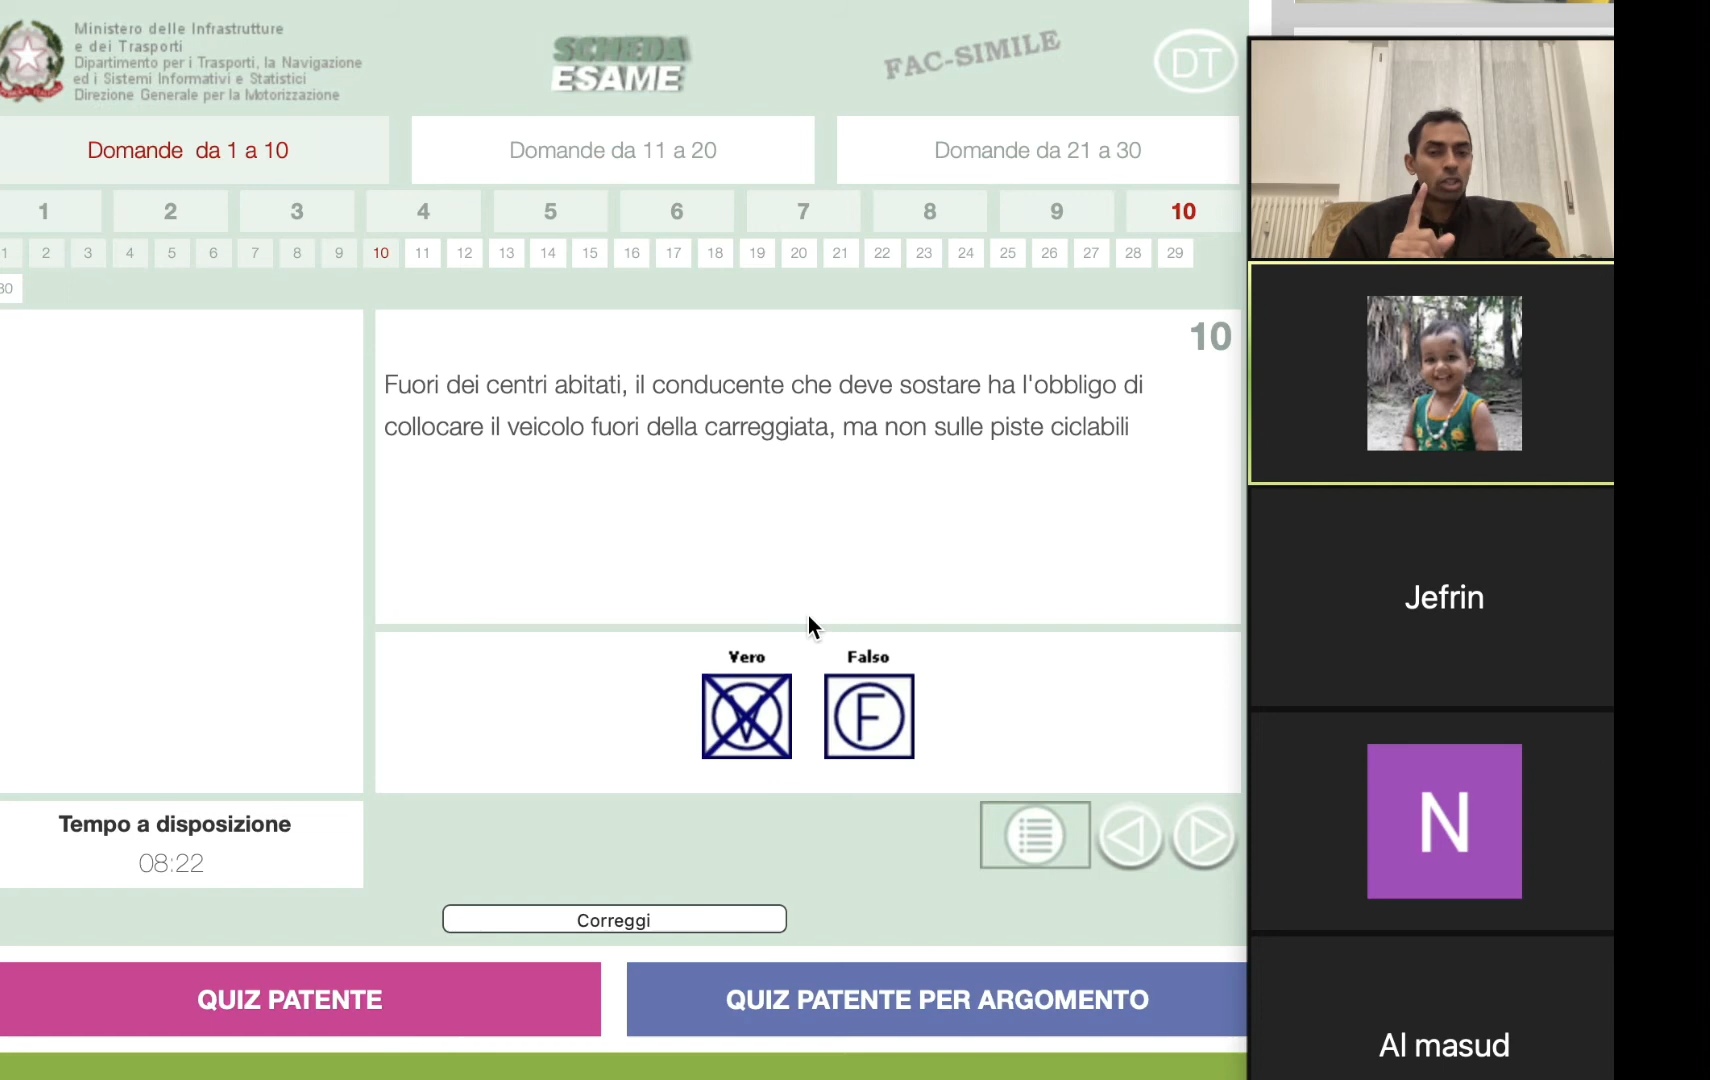 Ministero delle Infrastrutture
e dei Trasporti
Dipartimento per i Trasporti, la Navigazione
ed i Sistemi Informativi e Statistici
Direzione Generale per la Motorizzazione
SCHEDA
ESAME
FAC-SIMILE
DT
Domande da 1 a 10
Domande da 11 a 20
Domande da 21 a 30
1 2 3 4 5 6 7 8 9 10
1 2 3 4 5 6 7 8 9 10 11 12 13 14 15 16 17 18 19 20 21 22 23 24 25 26 27 28 29
30
10
Fuori dei centri abitati, il conducente che deve sostare ha l'obbligo di
collocare il veicolo fuori della carreggiata, ma non sulle piste ciclabili
Vero Falso
V F
Tempo a disposizione
08:22
Correggi
QUIZ PATENTE
QUIZ PATENTE PER ARGOMENTO
Jefrin
N
Al masud